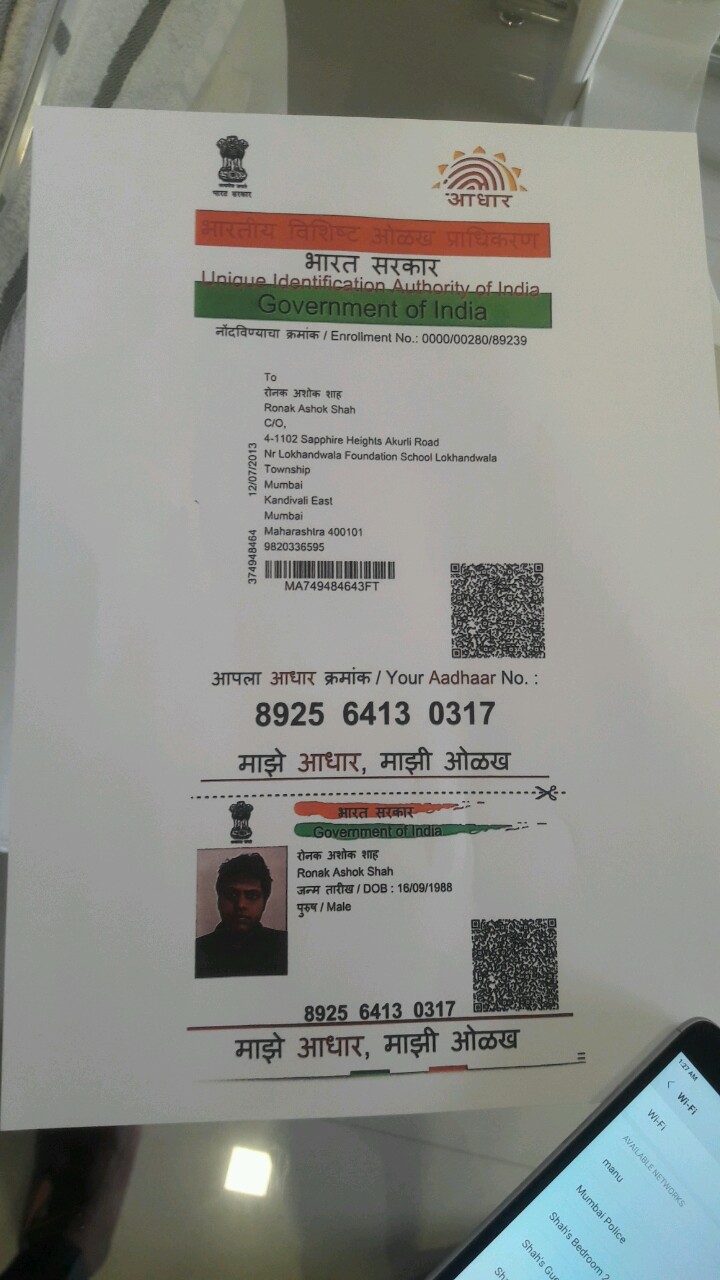 भारत सरकार
आधार
भारतीय विशिष्ट ओळख प्राधिकरण
भारत सरकार
Unique Identification Authority of India
Government of India
नोंदविण्याचा क्रमांक / Enrollment No.: 0000/00280/89239
To
रोनक अशोक शाह
Ronak Ashok Shah
C/O,
4-1102 Sapphire Heights Akurli Road
Nr Lokhandwala Foundation School Lokhandwala
Township
Mumbai
Kandivali East
Mumbai
Maharashtra 400101
9820336595
374948464 12/07/2013
MA749484643FT
आपला आधार क्रमांक / Your Aadhaar No. :
8925 6413 0317
माझे आधार, माझी ओळख
भारत सरकार
Government of India
रोनक अशोक शाह
Ronak Ashok Shah
जन्म तारीख / DOB : 16/09/1988
पुरुष / Male
8925 6413 0317
माझे आधार, माझी ओळख
1:27 AM
Wi-Fi
Wi-Fi
AVAILABLE NETWORKS
manu
Mumbai Police
Shah's Bedroom 2
Shah's